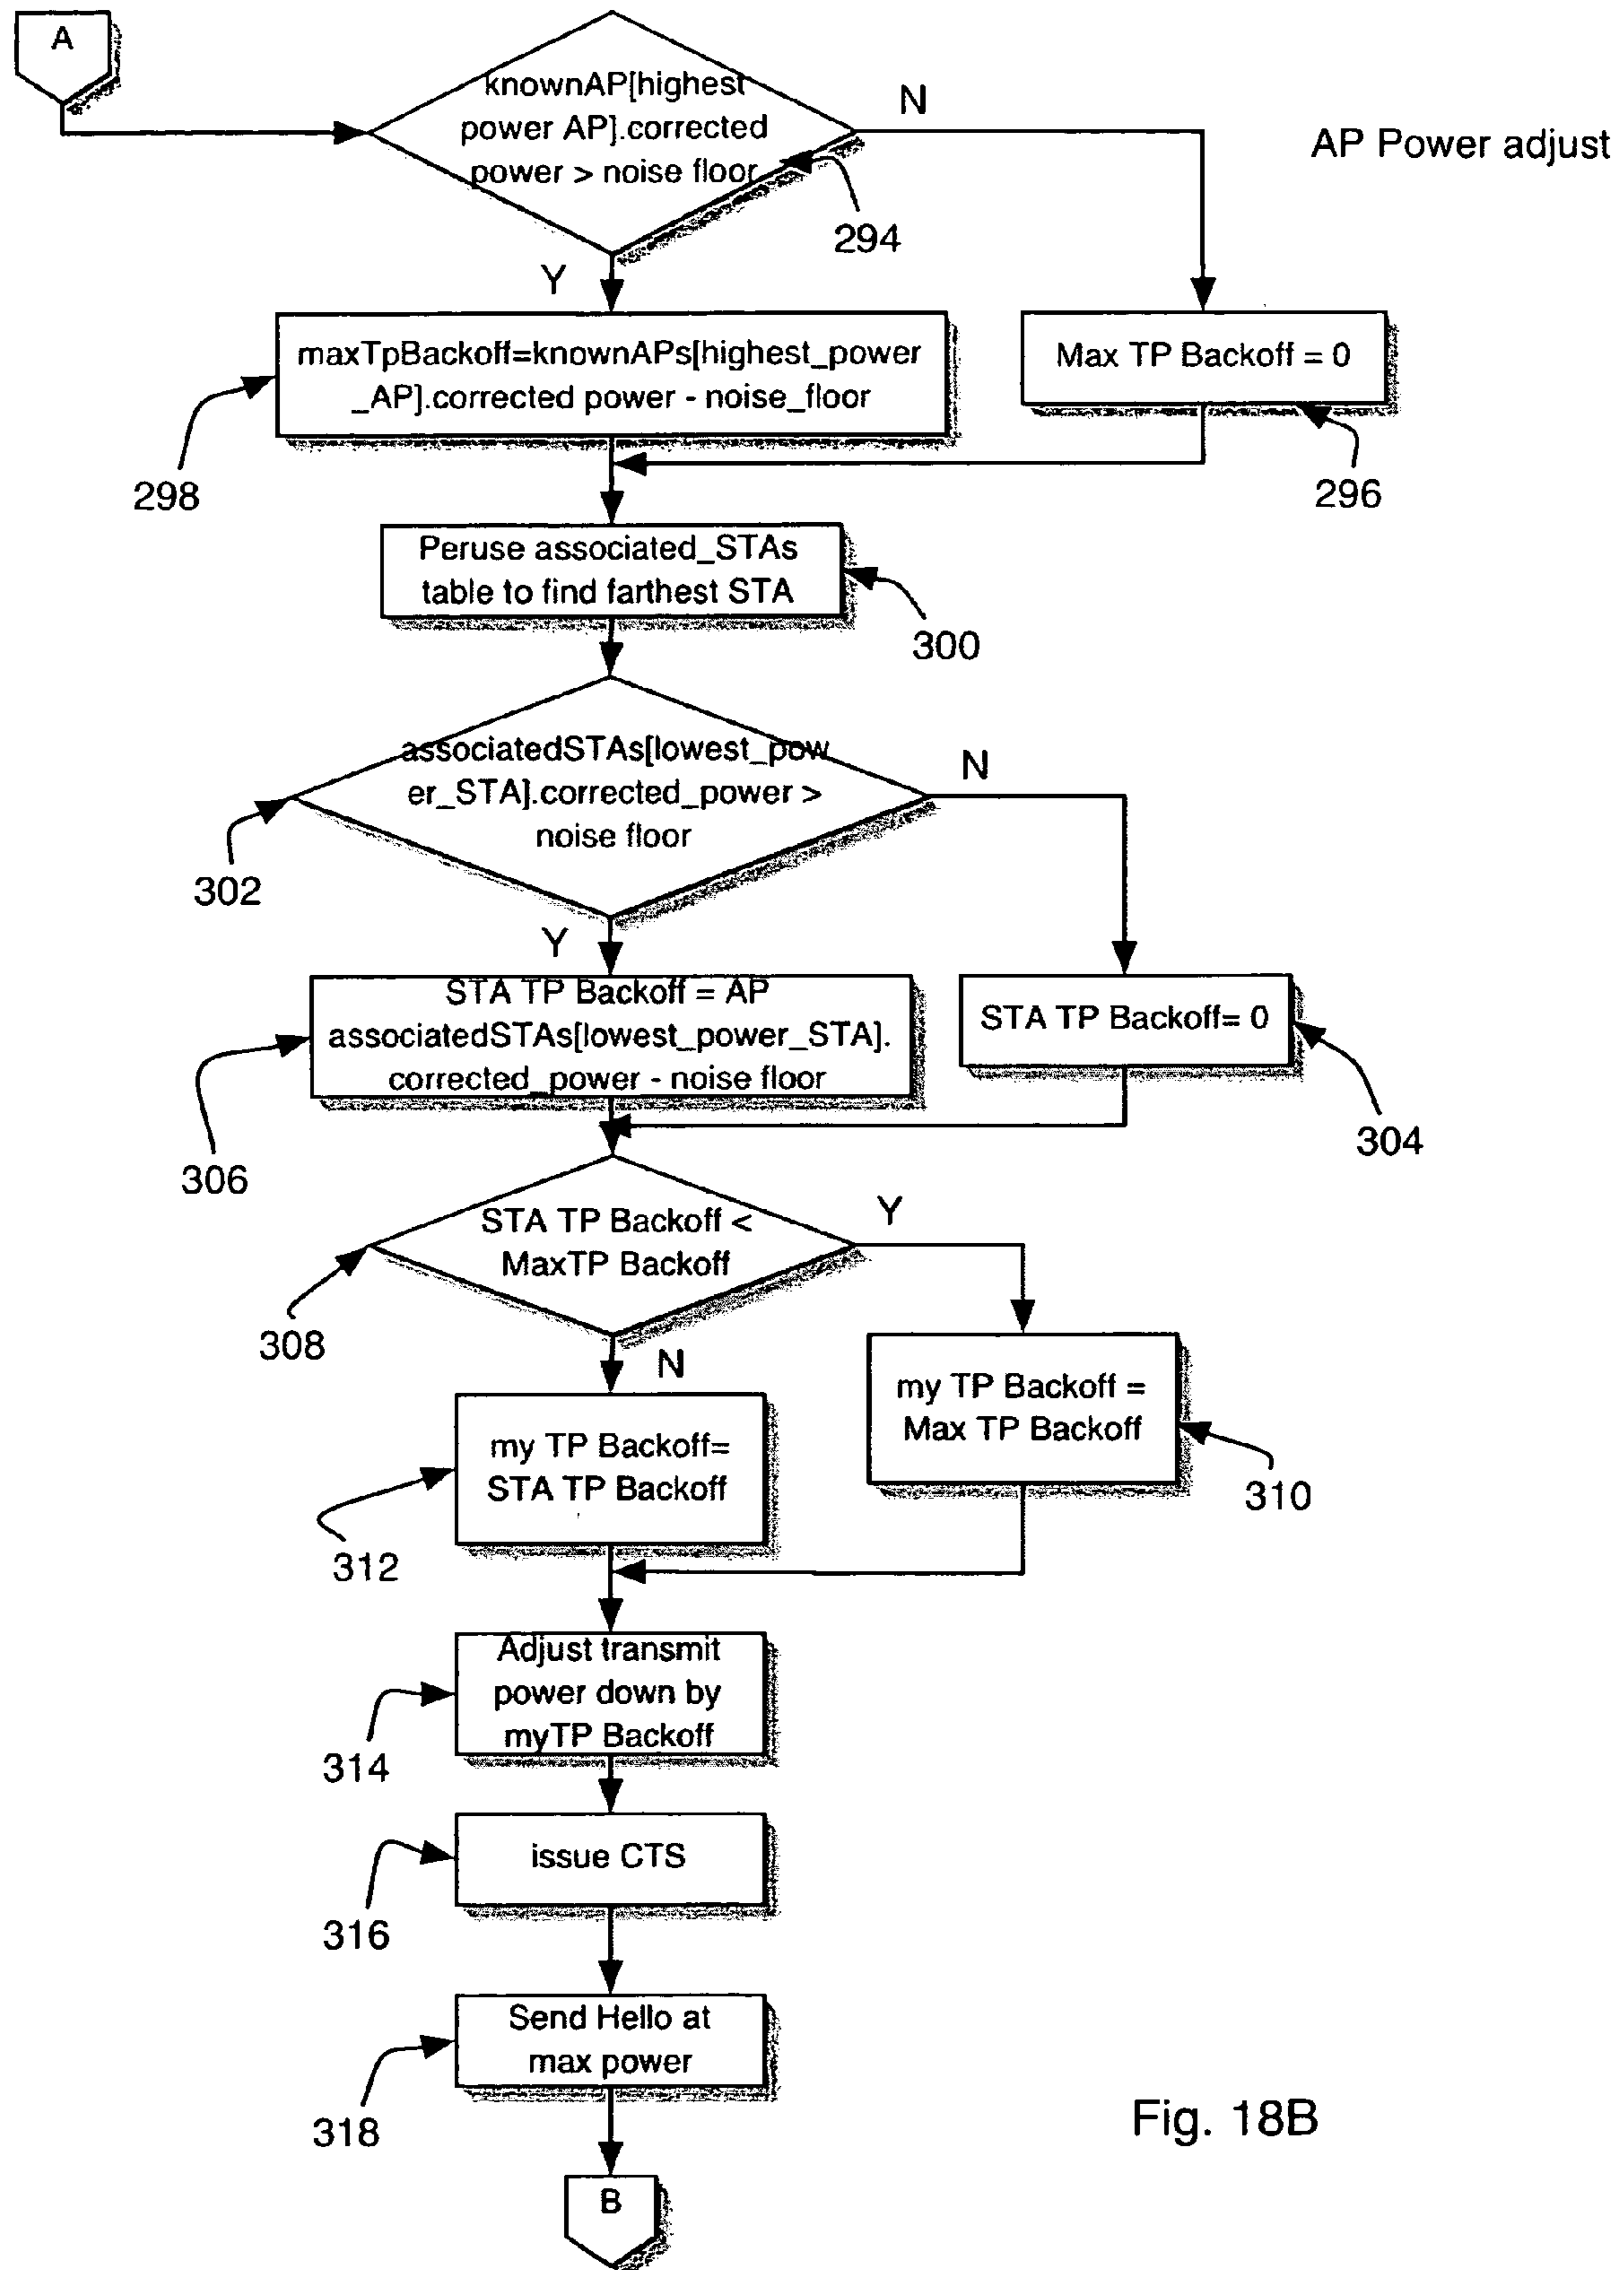 A
knownAP[highest
power AP].corrected
power > noise floor
N
AP Power adjust
294
Y
maxTpBackoff=knownAPs[highest_power
_AP].corrected power - noise_floor
Max TP Backoff = 0
298
296
Peruse associated_STAs
table to find farthest STA
300
associatedSTAs[lowest_pow
er_STA].corrected_power >
noise floor
N
302
Y
STA TP Backoff = AP
associatedSTAs[lowest_power_STA].
corrected_power - noise floor
STA TP Backoff= 0
306
304
STA TP Backoff <
MaxTP Backoff
Y
308
N
my TP Backoff =
Max TP Backoff
my TP Backoff=
STA TP Backoff
310
312
Adjust transmit
power down by
myTP Backoff
314
issue CTS
316
Send Hello at
max power
318
Fig. 18B
B